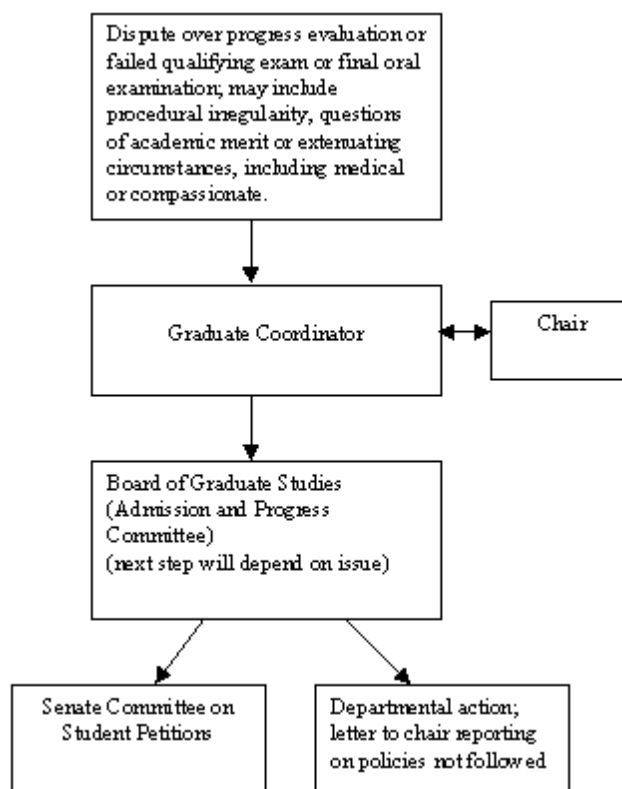 Dispute over progress evaluation or
failed qualifying exam or final oral
examination; may include
procedural irregularity, questions
of academic merit or extenuating
circumstances, including medical
or compassionate.
Graduate Coordinator
Chair
Board of Graduate Studies
(Admission and Progress
Committee)
(next step will depend on issue)
Senate Committee on
Student Petitions
Departmental action;
letter to chair reporting
on policies not followed